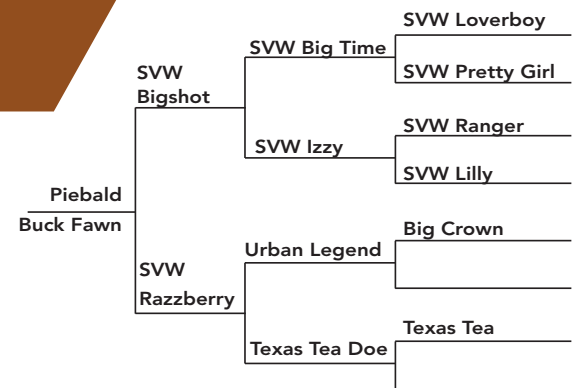 SVW Loverboy
SVW Big Time
SVW Pretty Girl
SVW
Bigshot
SVW Ranger
SVW Izzy
SVW Lilly
Piebald
Buck Fawn
Big Crown
Urban Legend
SVW
Razzberry
Texas Tea
Texas Tea Doe